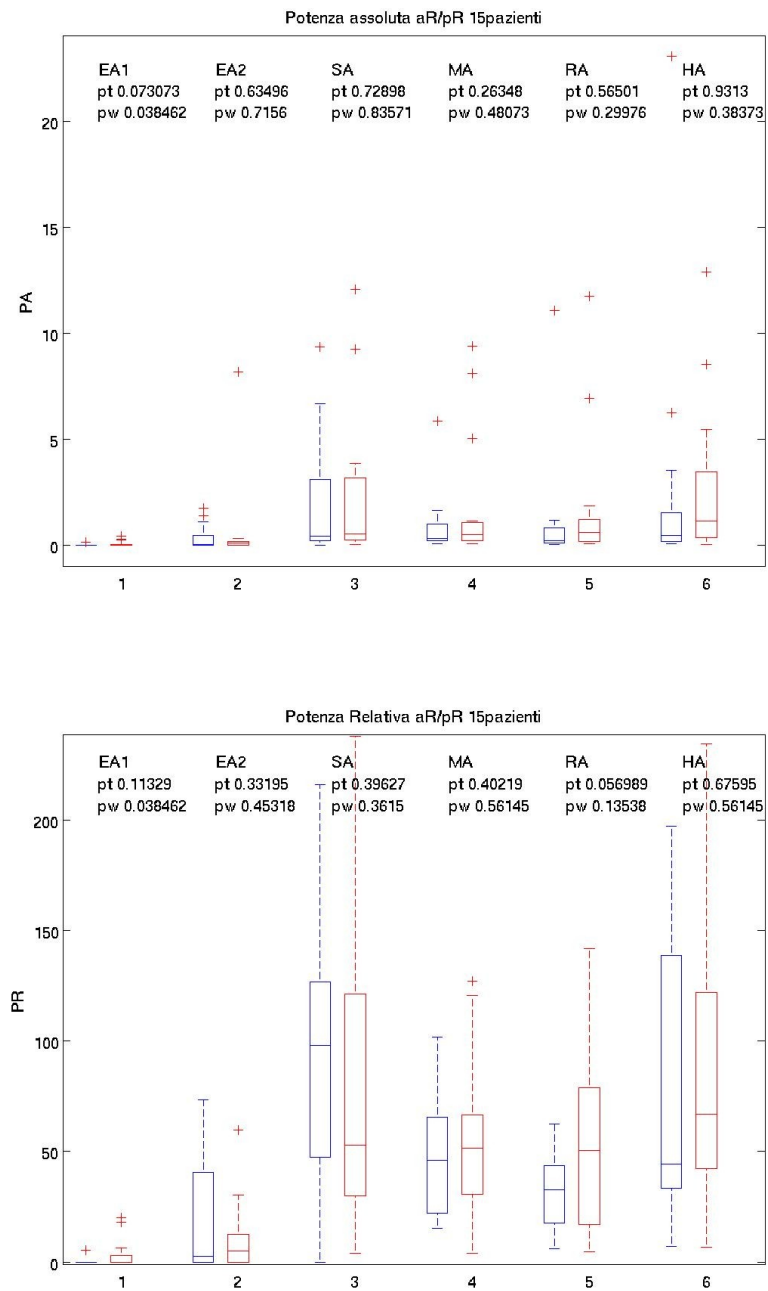 Potenza assoluta aR/pR 15pazienti
EA1 EA2 SA MA RA HA
pt 0.073073 pt 0.63496 pt 0.72898 pt 0.26348 pt 0.56501 pt 0.9313
pw 0.038462 pw 0.7156 pw 0.83571 pw 0.48073 pw 0.29976 pw 0.38373
20
15
10
5
0
PA
1 2 3 4 5 6
Potenza Relativa aR/pR 15pazienti
EA1 EA2 SA MA RA HA
pt 0.11329 pt 0.33195 pt 0.39627 pt 0.40219 pt 0.056989 pt 0.67595
pw 0.038462 pw 0.45318 pw 0.3615 pw 0.56145 pw 0.13538 pw 0.56145
200
150
100
50
0
PR
1 2 3 4 5 6